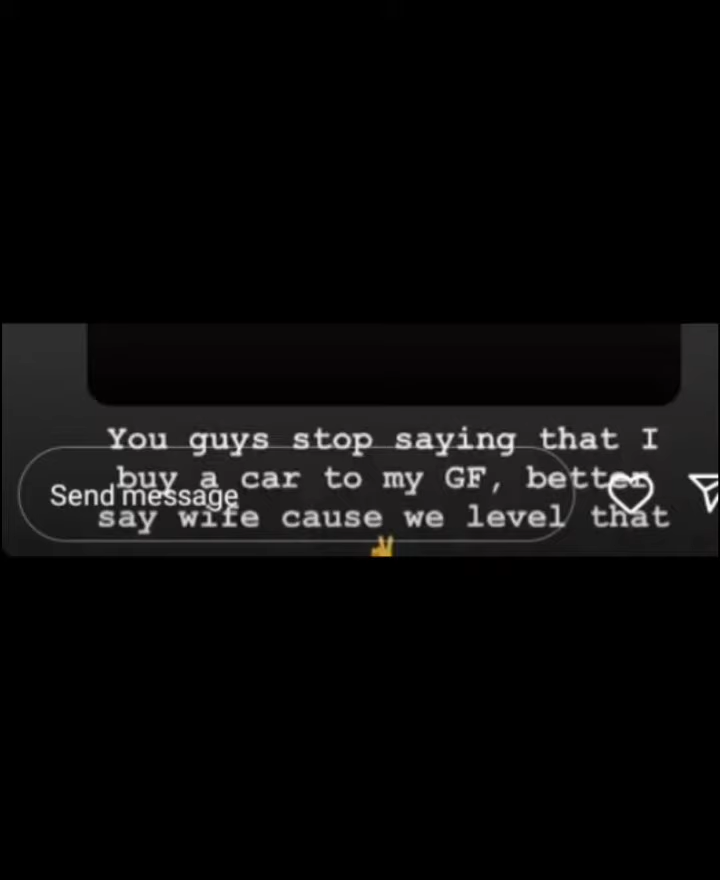 You guys stop saying that I
buy a car to my GF, better
Send message
say wife cause we level that
✌️